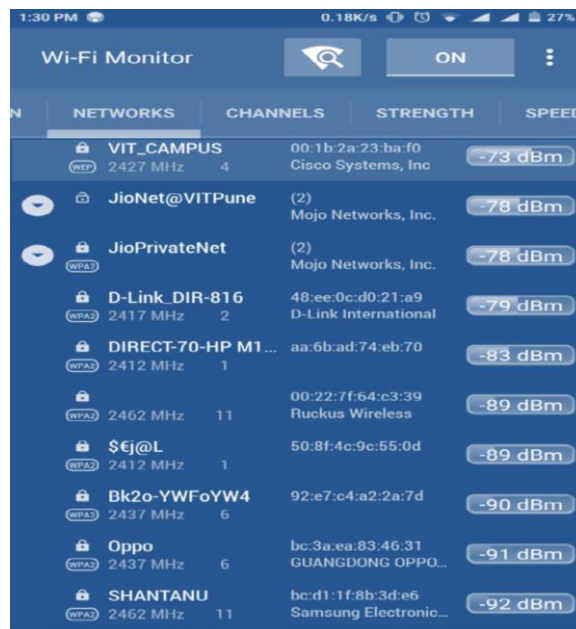 1:30 PM 0.18K/s 27%
Wi-Fi Monitor ON
N NETWORKS CHANNELS STRENGTH SPEED
VIT_CAMPUS 00:1b:2a:23:ba:f0 -73 dBm
WEP 2427 MHz 4 Cisco Systems, Inc
JioNet@VITPune (2) -78 dBm
Mojo Networks, Inc.
JioPrivateNet (2) -78 dBm
WPA2 Mojo Networks, Inc.
D-Link_DIR-816 48:ee:0c:d0:21:a9 -79 dBm
WPA2 2417 MHz 2 D-Link International
DIRECT-70-HP M1... aa:6b:ad:74:eb:70 -83 dBm
WPA2 2412 MHz 1
00:22:7f:64:c3:39 -89 dBm
WPA2 2462 MHz 11 Ruckus Wireless
$€j@L 50:8f:4c:9c:55:0d -89 dBm
WPA2 2412 MHz 1
Bk2o-YWFoYW4 92:e7:c4:a2:2a:7d -90 dBm
WPA2 2437 MHz 6
Oppo bc:3a:ea:83:46:31 -91 dBm
WPA2 2437 MHz 6 GUANGDONG OPPO...
SHANTANU bc:d1:1f:8b:3d:e6 -92 dBm
WPA2 2462 MHz 11 Samsung Electronic...